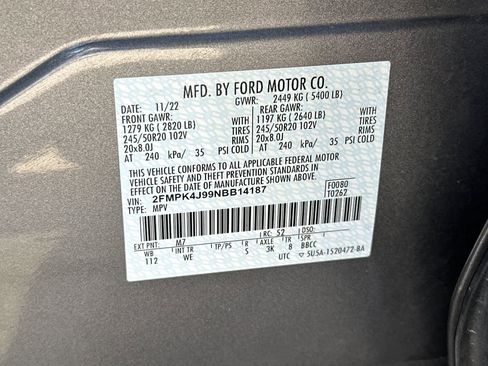 MFD. BY FORD MOTOR CO.
DATE: 11/22 GVWR: 2449 KG ( 5400 LB)
FRONT GAWR: REAR GAWR:
1279 KG ( 2820 LB) WITH 1197 KG ( 2640 LB) WITH
245/50R20 102V TIRES 245/50R20 102V TIRES
20x8.0J RIMS 20x8.0J RIMS
AT 240 kPa/ 35 PSI COLD AT 240 kPa/ 35 PSI COLD
THIS VEHICLE CONFORMS TO ALL APPLICABLE FEDERAL MOTOR
VEHICLE SAFETY AND THEFT PREVENTION STANDARDS IN EFFECT ON
THE DATE OF MANUFACTURE SHOWN ABOVE.
VIN: 2FMPK4J99NBB14187 F0080
TYPE: MPV T0262
EXT PNT: M7 RC: 52 DSO:
WB INT TR TP/PS R AXLE TR SPR
112 WE S 3K 8 BBCC
UTC ▽ 5U5A-1520472-BA